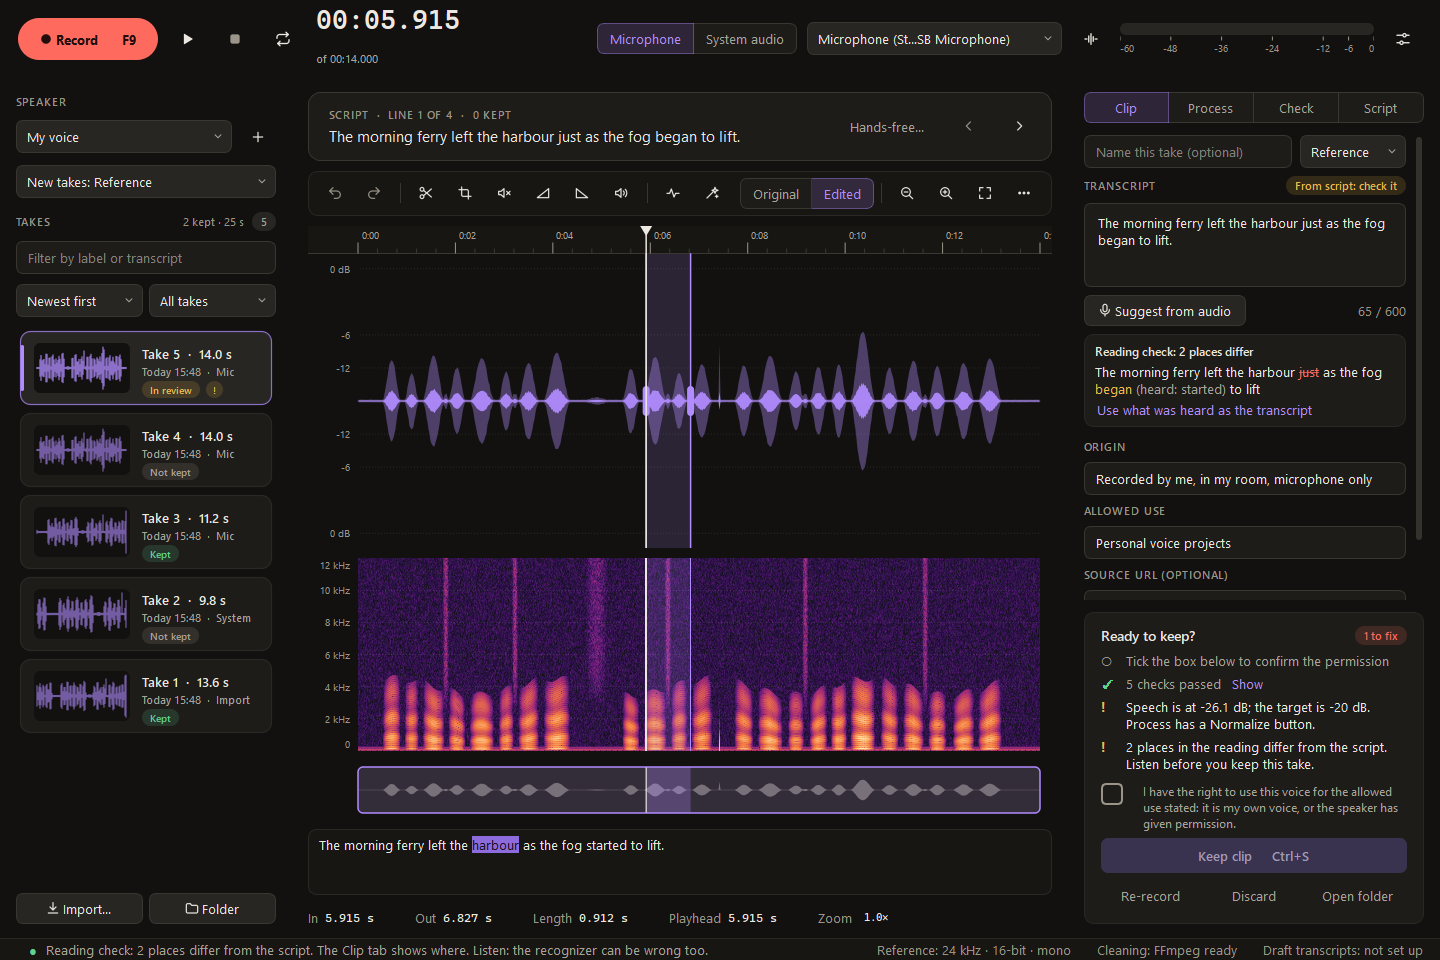 Record F9
00:05.915
of 00:14.000
Microphone System audio
Microphone (St...SB Microphone)
-60 -48 -36 -24 -12 -6 0
SPEAKER
My voice
New takes: Reference
TAKES 2 kept · 25 s 5
Filter by label or transcript
Newest first All takes
Take 5 · 14.0 s
Today 15:48 · Mic
In review !
Take 4 · 14.0 s
Today 15:48 · Mic
Not kept
Take 3 · 11.2 s
Today 15:48 · Mic
Kept
Take 2 · 9.8 s
Today 15:48 · System
Not kept
Take 1 · 13.6 s
Today 15:48 · Import
Kept
Import... Folder
SCRIPT · LINE 1 OF 4 · 0 KEPT
The morning ferry left the harbour just as the fog began to lift.
Hands-free...
Original Edited
0:00 0:02 0:04 0:06 0:08 0:10 0:12 0:
0 dB
-6
-12
-12
-6
0 dB
12 kHz
10 kHz
8 kHz
6 kHz
4 kHz
2 kHz
0
The morning ferry left the harbour as the fog started to lift.
In 5.915 s Out 6.827 s Length 0.912 s Playhead 5.915 s Zoom 1.0×
Clip Process Check Script
Name this take (optional) Reference
TRANSCRIPT From script: check it
The morning ferry left the harbour just as the fog
began to lift.
Suggest from audio 65 / 600
Reading check: 2 places differ
The morning ferry left the harbour just as the fog
began (heard: started) to lift
Use what was heard as the transcript
ORIGIN
Recorded by me, in my room, microphone only
ALLOWED USE
Personal voice projects
SOURCE URL (OPTIONAL)
Ready to keep? 1 to fix
Tick the box below to confirm the permission
5 checks passed Show
! Speech is at -26.1 dB; the target is -20 dB.
Process has a Normalize button.
! 2 places in the reading differ from the script.
Listen before you keep this take.
I have the right to use this voice for the allowed
use stated: it is my own voice, or the speaker has
given permission.
Keep clip Ctrl+S
Re-record Discard Open folder
Reading check: 2 places differ from the script. The Clip tab shows where. Listen: the recognizer can be wrong too.
Reference: 24 kHz · 16-bit · mono Cleaning: FFmpeg ready Draft transcripts: not set up